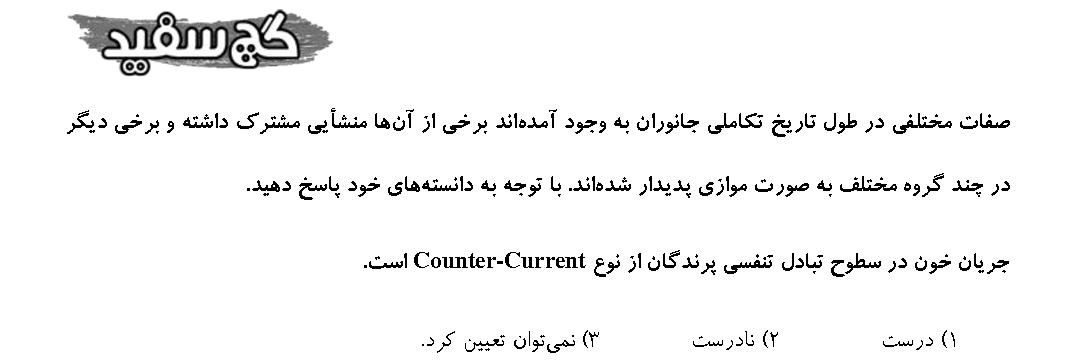 گچ سفید
صفات مختلفی در طول تاریخ تکاملی جانوران به وجود آمده‌اند برخی از آن‌ها منشأیی مشترک داشته و برخی دیگر
در چند گروه مختلف به صورت موازی پدیدار شده‌اند. با توجه به دانسته‌های خود پاسخ دهید.
جریان خون در سطوح تبادل تنفسی پرندگان از نوع Counter-Current است.
۱) درست ۲) نادرست ۳) نمی‌توان تعیین کرد.